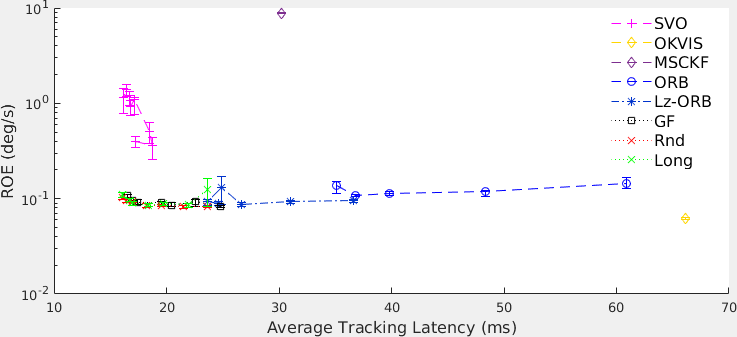 10^1
10^0
10^-1
10^-2
ROE (deg/s)
10 20 30 40 50 60 70
Average Tracking Latency (ms)
SVO
OKVIS
MSCKF
ORB
Lz-ORB
GF
Rnd
Long